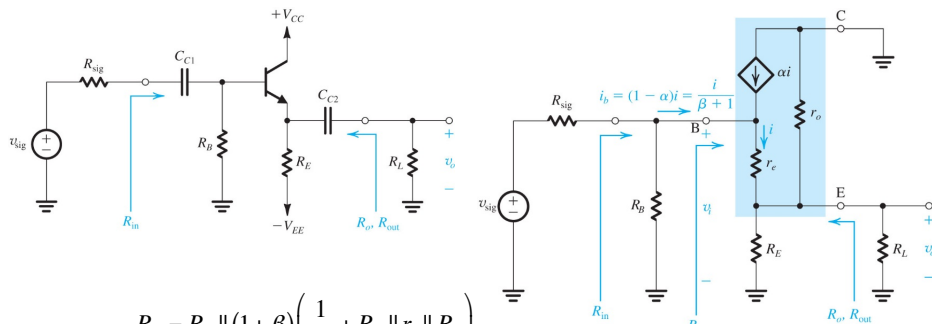 +V_CC
R_sig
C_C1
C_C2
v_sig
+
−
R_B
R_E
R_L
+
v_o
−
R_in
−V_EE
R_o, R_out
C
αi
i_b = (1 − α)i = i / (β + 1)
r_o
R_sig
B
+
i
r_e
v_sig
+
−
R_B
v_i
E
R_E
R_L
+
−
−
R_in
R_o, R_out
‖ (1 + β)